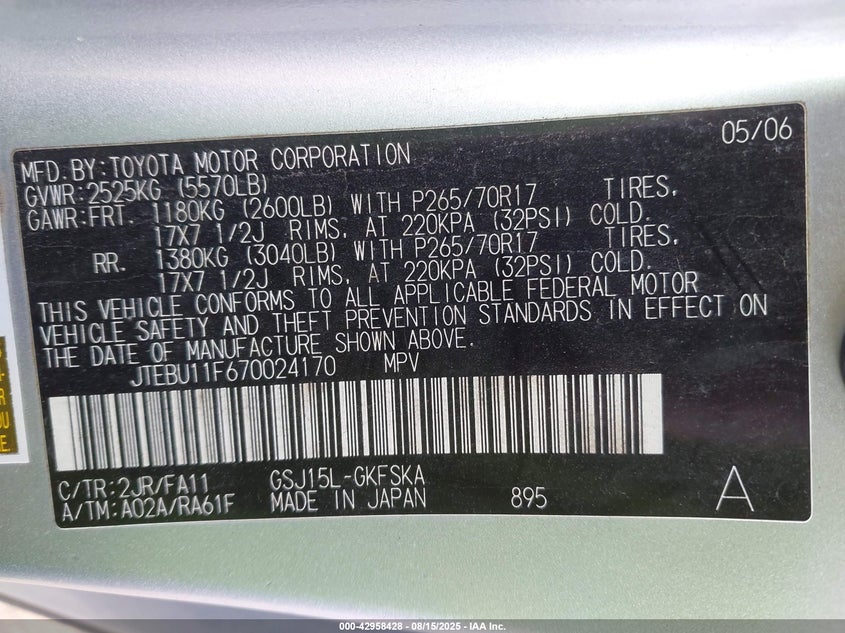 05/06
MFD.BY:TOYOTA MOTOR CORPORATION
GVWR:2525KG (5570LB)
GAWR:FRT. 1180KG (2600LB) WITH P265/70R17 TIRES,
17X7 1/2J RIMS, AT 220KPA (32PSI) COLD.
RR. 1380KG (3040LB) WITH P265/70R17 TIRES,
17X7 1/2J RIMS, AT 220KPA (32PSI) COLD.
THIS VEHICLE CONFORMS TO ALL APPLICABLE FEDERAL MOTOR
VEHICLE SAFETY AND THEFT PREVENTION STANDARDS IN EFFECT ON
THE DATE OF MANUFACTURE SHOWN ABOVE.
JTEBU11F670024170 MPV
C/TR:2JR/FA11 GSJ15L-GKFSKA
A/TM:A02A/RA61F MADE IN JAPAN 895 A
000-42958428 - 08/15/2025 - IAA Inc.